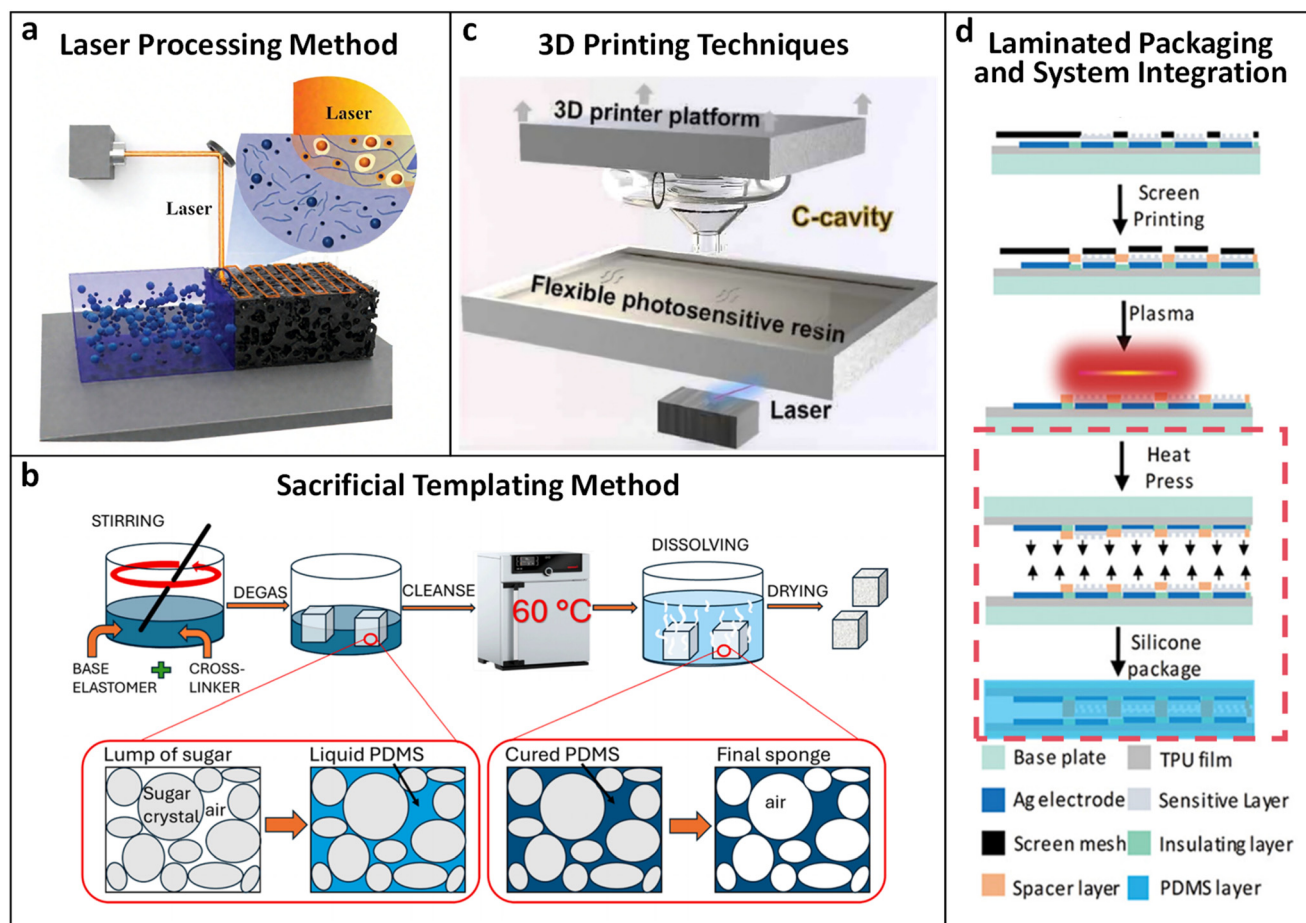 a
Laser Processing Method
Laser
Laser
c
3D Printing Techniques
3D printer platform
C-cavity
Flexible photosensitive resin
Laser
d
Laminated Packaging
and System Integration
Screen
Printing
Plasma
Heat
Press
Silicone
package
Base plate
TPU film
Ag electrode
Sensitive Layer
Screen mesh
Insulating layer
Spacer layer
PDMS layer
b
Sacrificial Templating Method
STIRRING
DEGAS
CLEANSE
60 °C
DISSOLVING
DRYING
BASE
ELASTOMER
CROSS-
LINKER
Lump of sugar
Liquid PDMS
Sugar
crystal
air
Cured PDMS
Final sponge
air